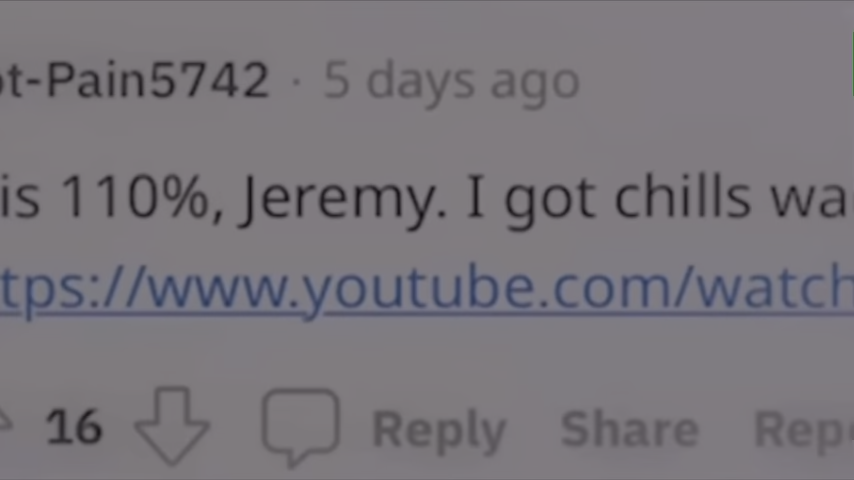 ot-Pain5742 · 5 days ago
is 110%, Jeremy. I got chills wa
tps://www.youtube.com/watch
16 Reply Share Rep